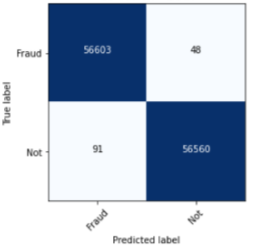 Fraud
56603
48
Not
91
56560
True label
Fraud
Not
Predicted label